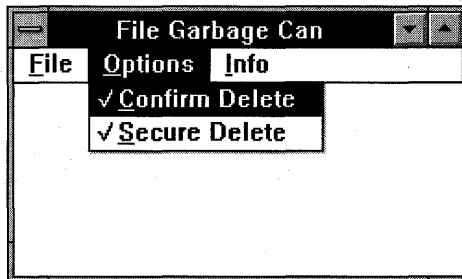 File Garbage Can
File Options Info
√ Confirm Delete
√ Secure Delete